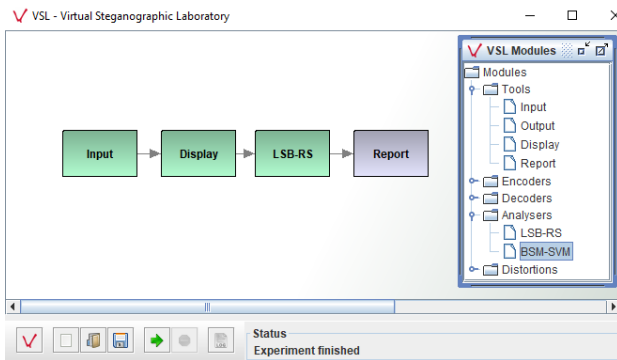 VSL - Virtual Steganographic Laboratory
VSL Modules
Modules
Tools
Input
Output
Display
Report
Encoders
Decoders
Analysers
LSB-RS
BSM-SVM
Distortions
Input
Display
LSB-RS
Report
Status
Experiment finished